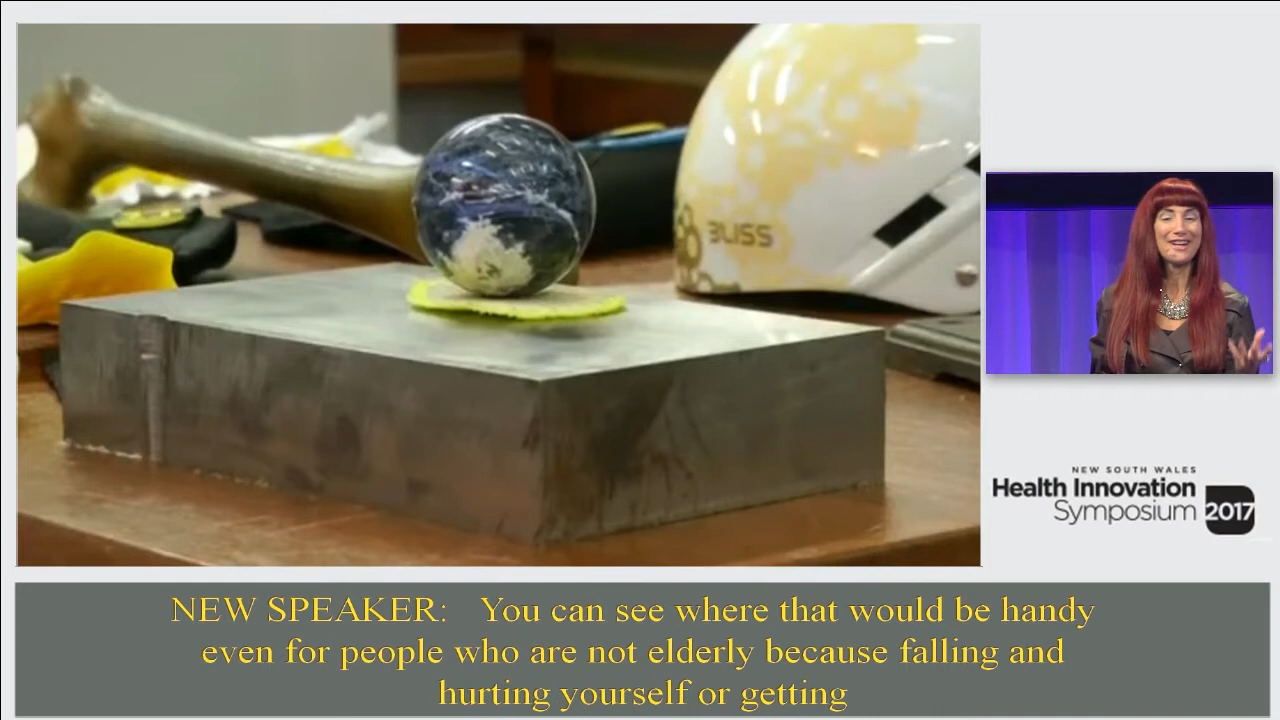 BLISS
NEW SOUTH WALES
Health Innovation
Symposium 2017
NEW SPEAKER: You can see where that would be handy
even for people who are not elderly because falling and
hurting yourself or getting